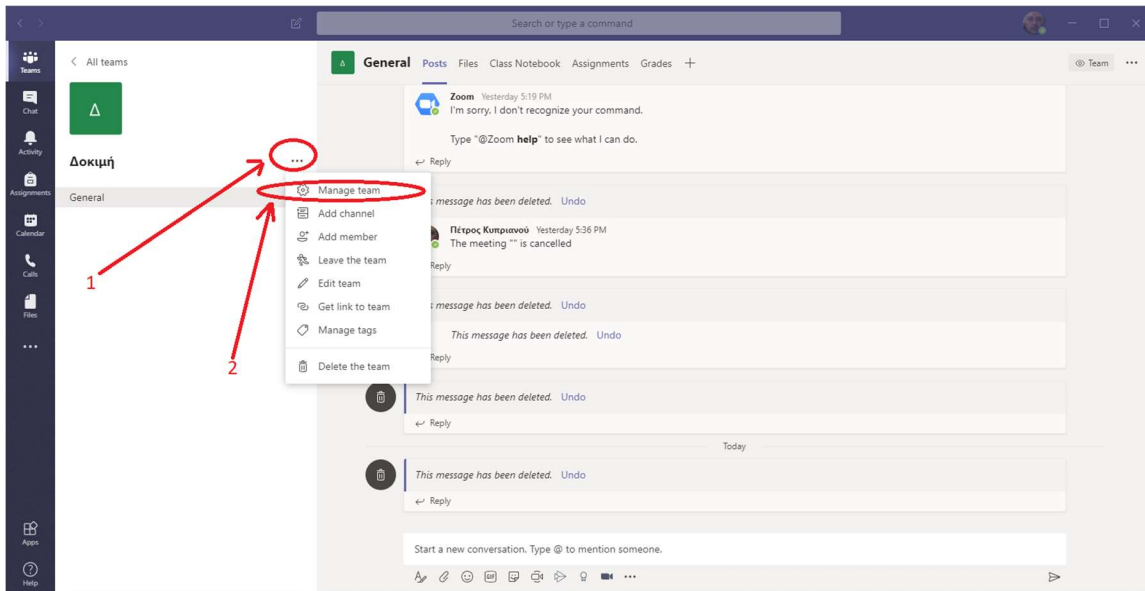 Search or type a command
Teams
Chat
Activity
Assignments
Calendar
Calls
Files
Apps
Help
All teams
Δ
Δοκιμή
General
1
2
Manage team
Add channel
Add member
Leave the team
Edit team
Get link to team
Manage tags
Delete the team
Δ General Posts Files Class Notebook Assignments Grades
Team
Zoom Yesterday 5:19 PM
I'm sorry. I don't recognize your command.
Type "@Zoom help" to see what I can do.
Reply
message has been deleted. Undo
Πέτρος Κυπριανού Yesterday 5:36 PM
The meeting "" is cancelled
Reply
message has been deleted. Undo
This message has been deleted. Undo
Reply
This message has been deleted. Undo
Reply
Today
This message has been deleted. Undo
Reply
Start a new conversation. Type @ to mention someone.
GIF